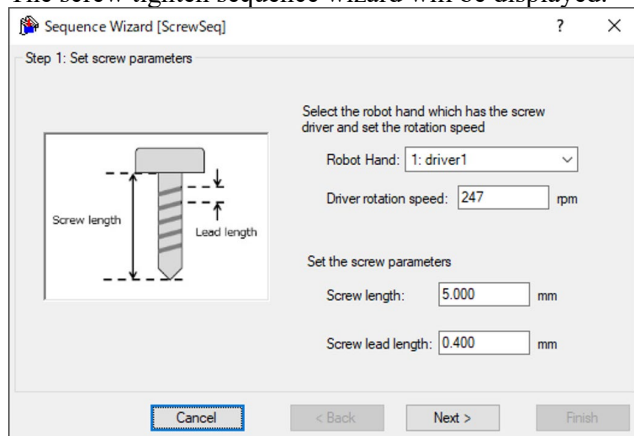 The screw tighten sequence wizard will be displayed.
Sequence Wizard [ScrewSeq]
Step 1: Set screw parameters
Screw length
Lead length
Select the robot hand which has the screw
driver and set the rotation speed
Robot Hand: 1: driver1
Driver rotation speed: 247 rpm
Set the screw parameters
Screw length: 5.000 mm
Screw lead length: 0.400 mm
Cancel < Back Next > Finish